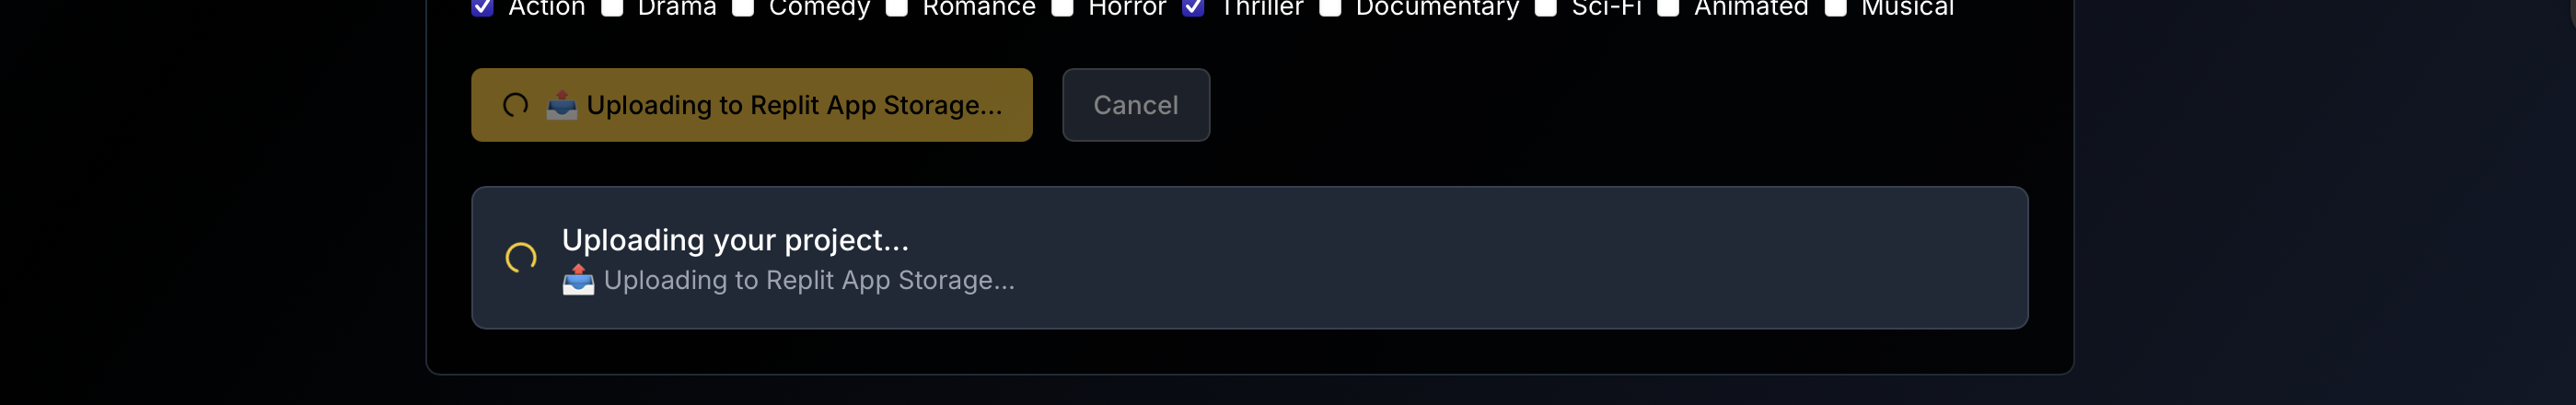 Action Drama Comedy Romance Horror Thriller Documentary Sci-Fi Animated Musical
Uploading to Replit App Storage... Cancel
Uploading your project...
Uploading to Replit App Storage...